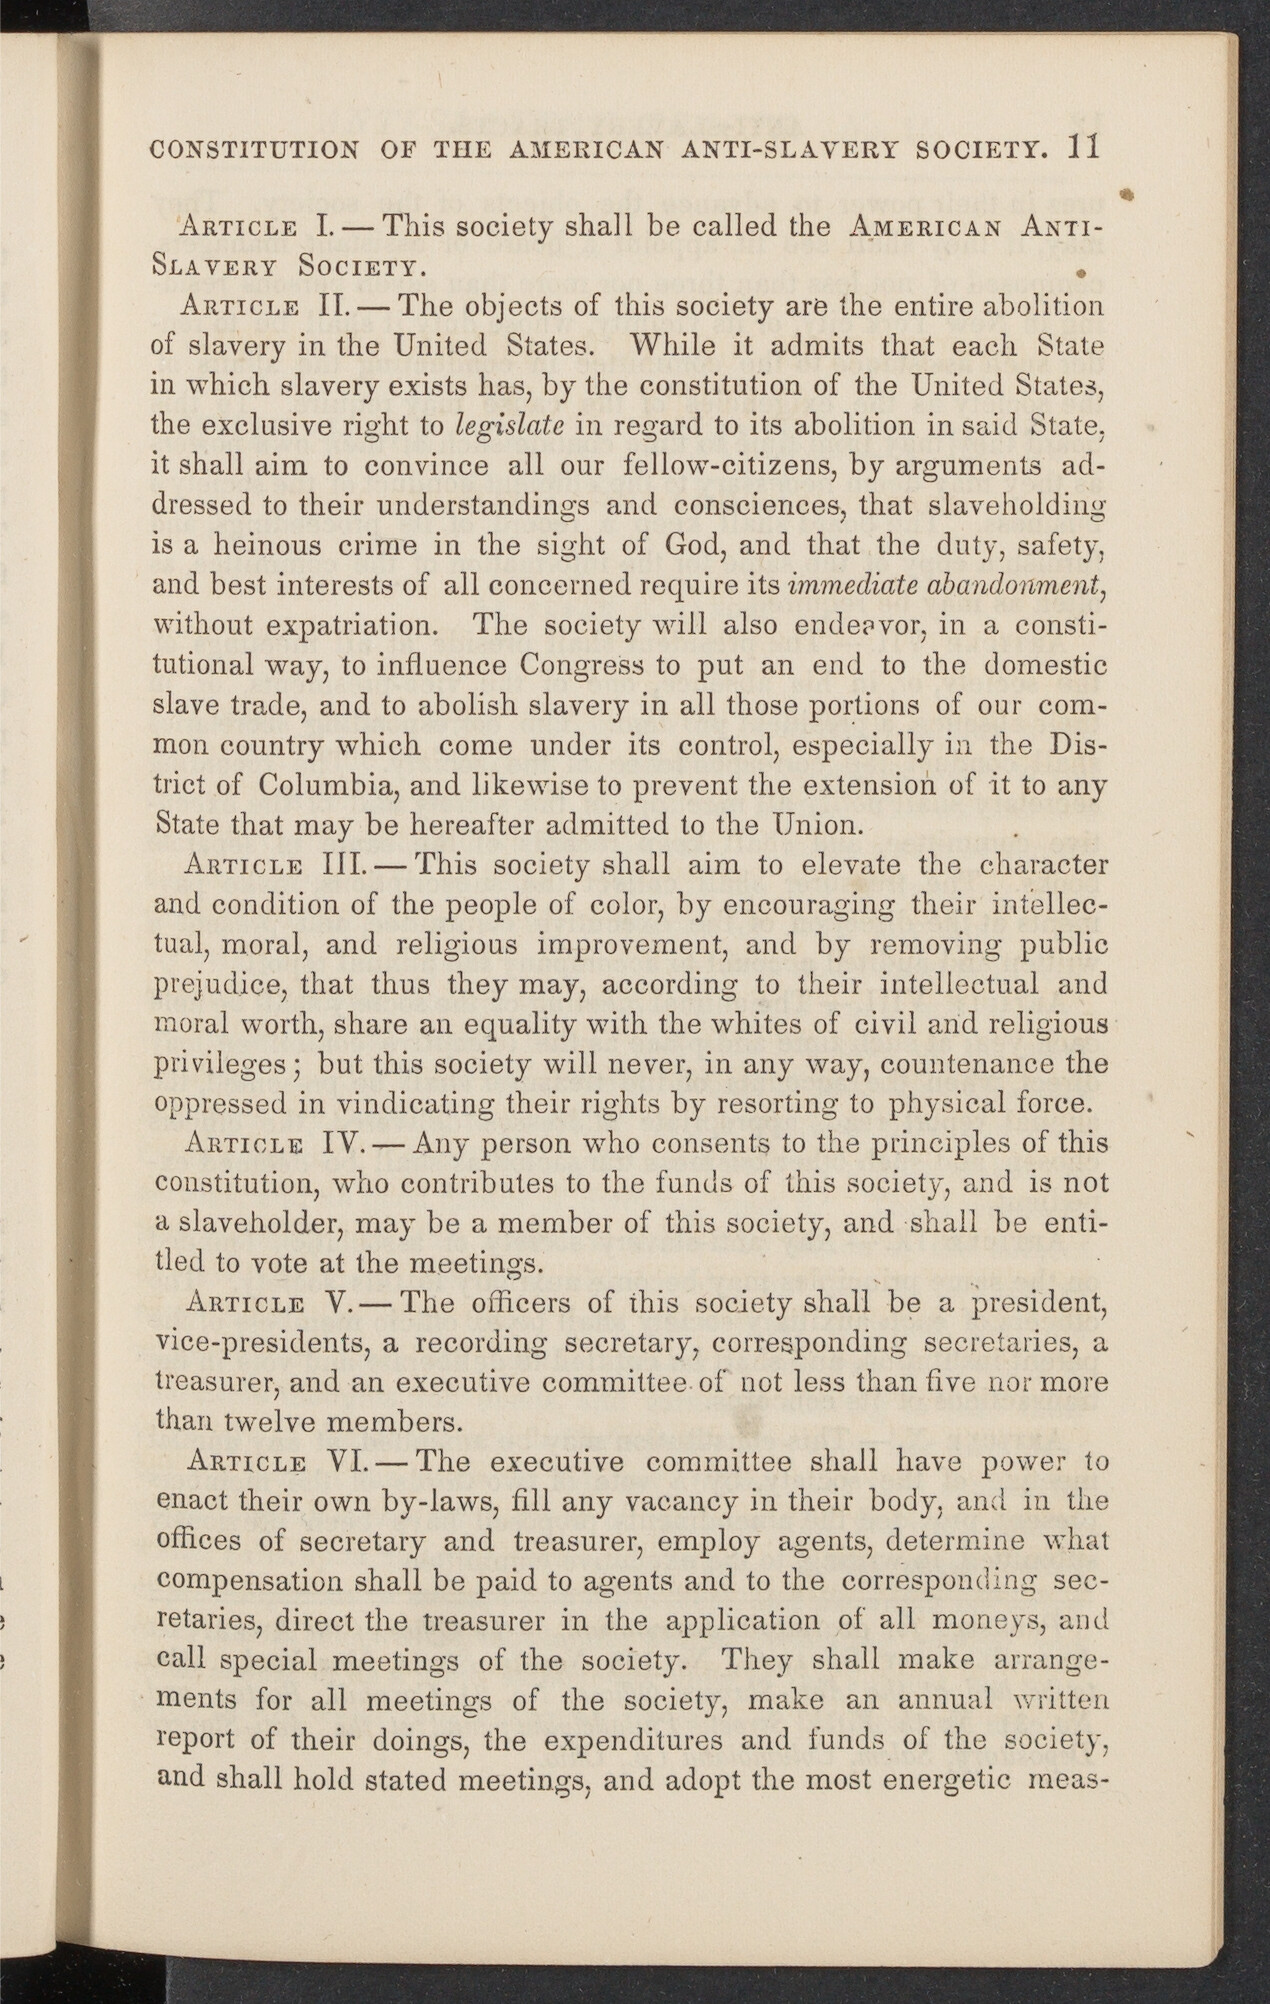 CONSTITUTION OF THE AMERICAN ANTI-SLAVERY SOCIETY. 11
ARTICLE I. — This society shall be called the AMERICAN ANTI-
SLAVERY SOCIETY.
ARTICLE II. — The objects of this society are the entire abolition
of slavery in the United States. While it admits that each State
in which slavery exists has, by the constitution of the United States,
the exclusive right to legislate in regard to its abolition in said State,
it shall aim to convince all our fellow-citizens, by arguments ad-
dressed to their understandings and consciences, that slaveholding
is a heinous crime in the sight of God, and that the duty, safety,
and best interests of all concerned require its immediate abandonment,
without expatriation. The society will also endeavor, in a consti-
tutional way, to influence Congress to put an end to the domestic
slave trade, and to abolish slavery in all those portions of our com-
mon country which come under its control, especially in the Dis-
trict of Columbia, and likewise to prevent the extension of it to any
State that may be hereafter admitted to the Union.
ARTICLE III. — This society shall aim to elevate the character
and condition of the people of color, by encouraging their intellec-
tual, moral, and religious improvement, and by removing public
prejudice, that thus they may, according to their intellectual and
moral worth, share an equality with the whites of civil and religious
privileges; but this society will never, in any way, countenance the
oppressed in vindicating their rights by resorting to physical force.
ARTICLE IV. — Any person who consents to the principles of this
constitution, who contributes to the funds of this society, and is not
a slaveholder, may be a member of this society, and shall be enti-
tled to vote at the meetings.
ARTICLE V. — The officers of this society shall be a president,
vice-presidents, a recording secretary, corresponding secretaries, a
treasurer, and an executive committee of not less than five nor more
than twelve members.
ARTICLE VI. — The executive committee shall have power to
enact their own by-laws, fill any vacancy in their body, and in the
offices of secretary and treasurer, employ agents, determine what
compensation shall be paid to agents and to the corresponding sec-
retaries, direct the treasurer in the application of all moneys, and
call special meetings of the society. They shall make arrange-
ments for all meetings of the society, make an annual written
report of their doings, the expenditures and funds of the society,
and shall hold stated meetings, and adopt the most energetic meas-